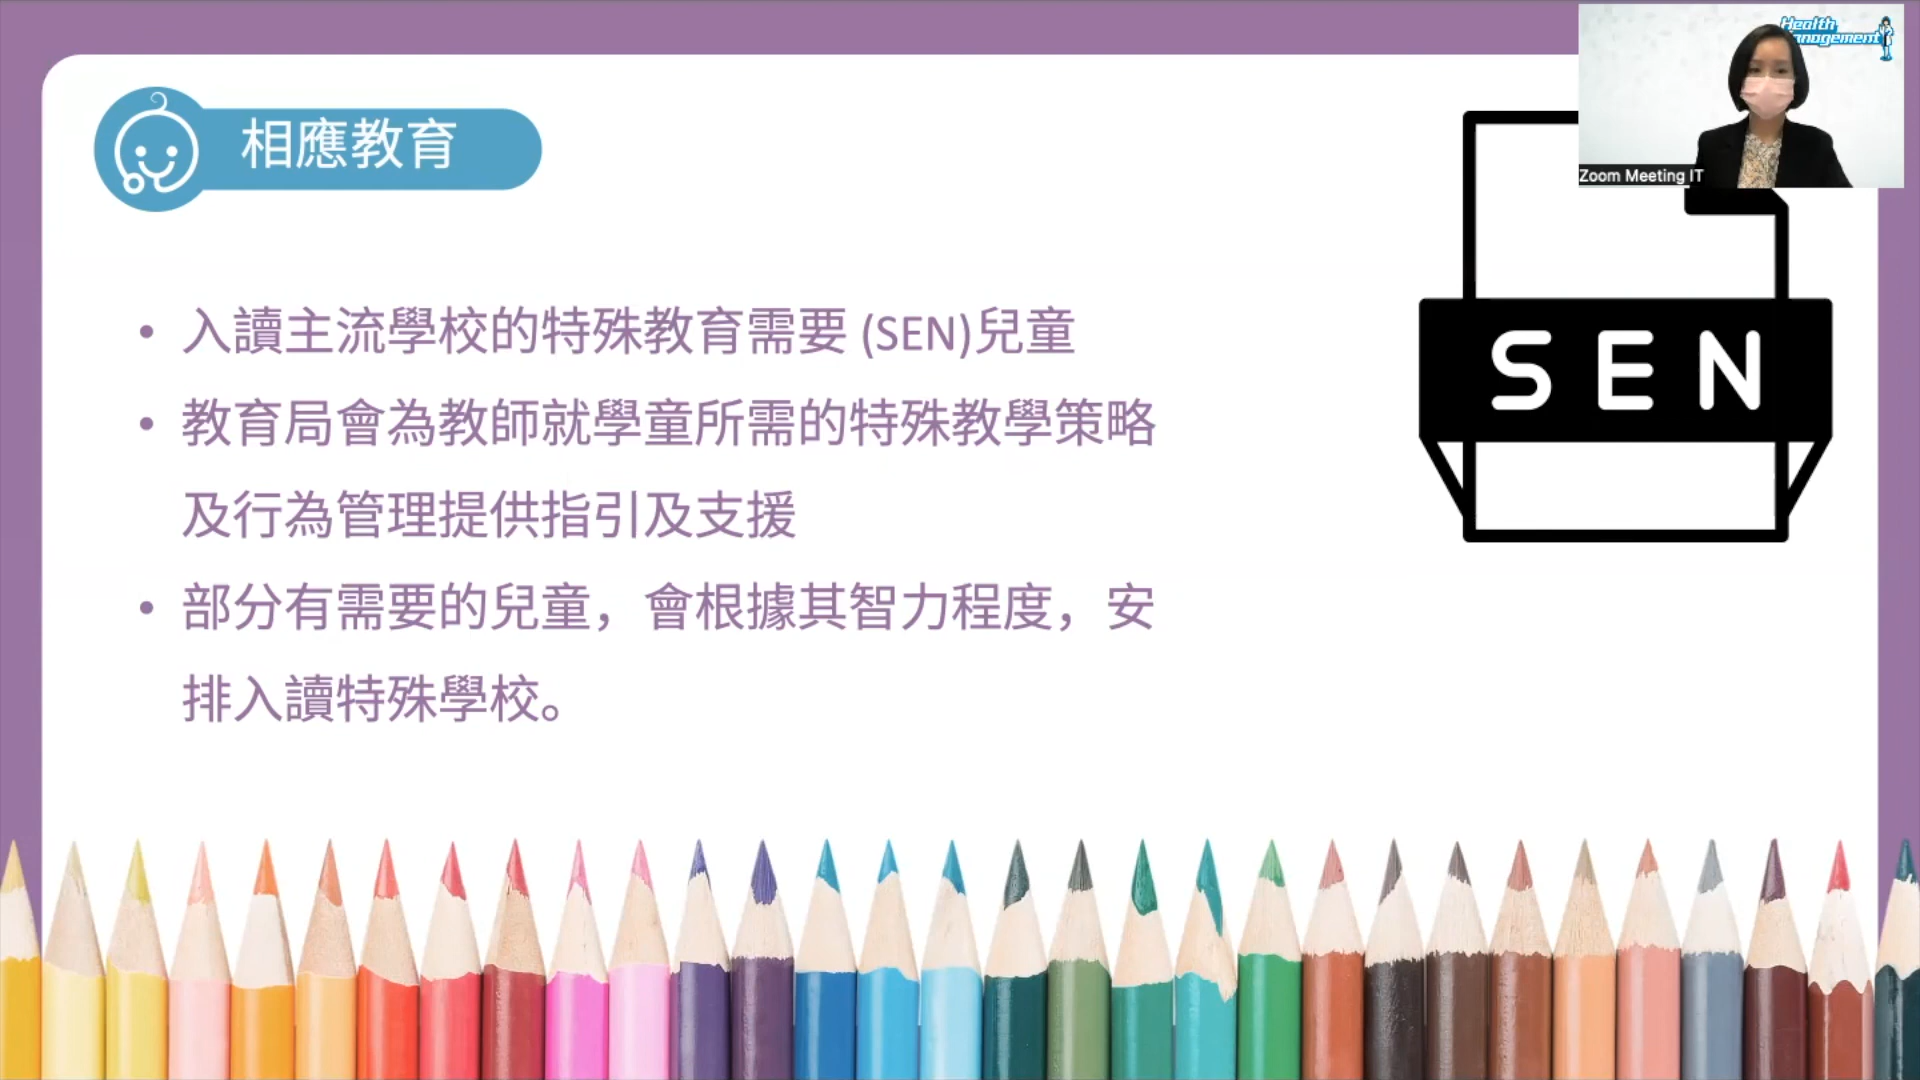 Health
Management
Zoom Meeting IT
相應教育
• 入讀主流學校的特殊教育需要 (SEN)兒童
• 教育局會為教師就學童所需的特殊教學策略
及行為管理提供指引及支援
• 部分有需要的兒童，會根據其智力程度，安
排入讀特殊學校。
SEN